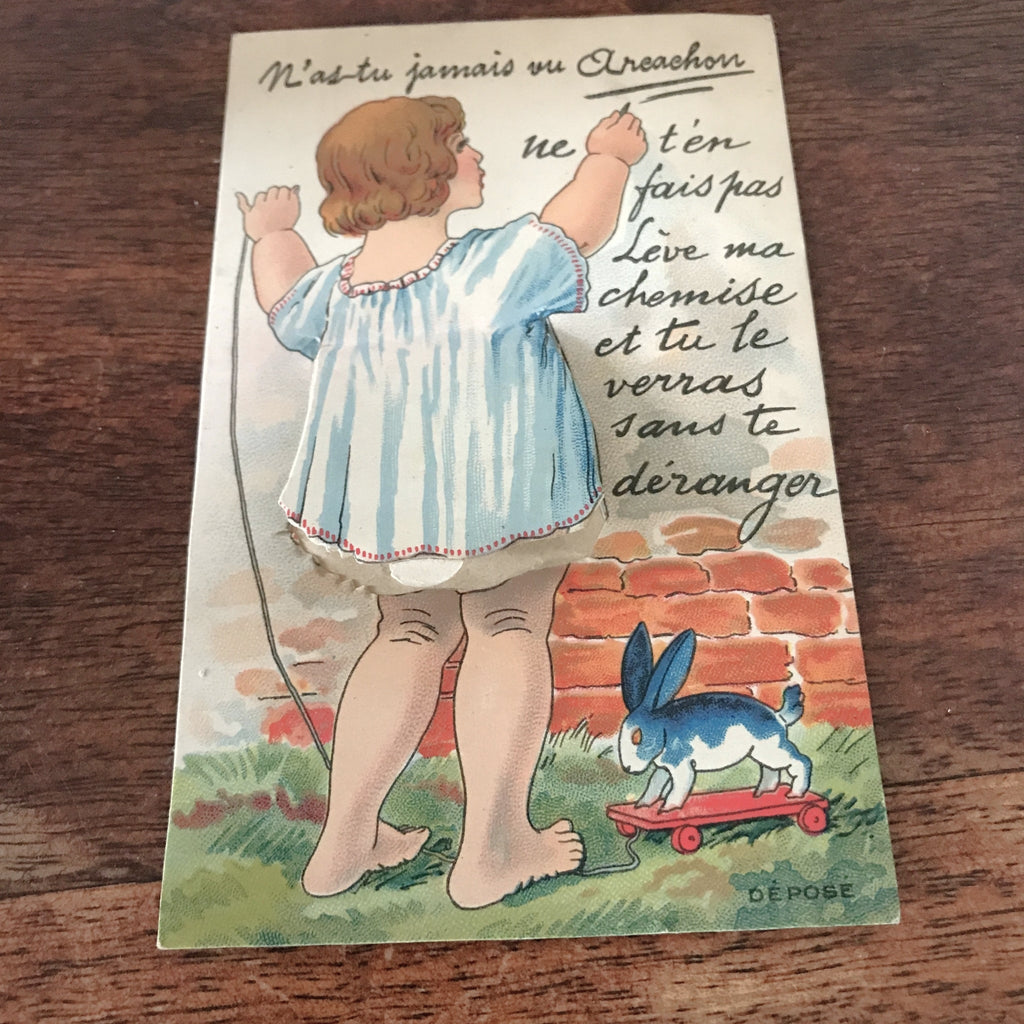 N'as-tu jamais vu Arcachon
ne t'en
fais pas
Lève ma
chemise
et tu le
verras
sans te
déranger
DÉPOSÉ